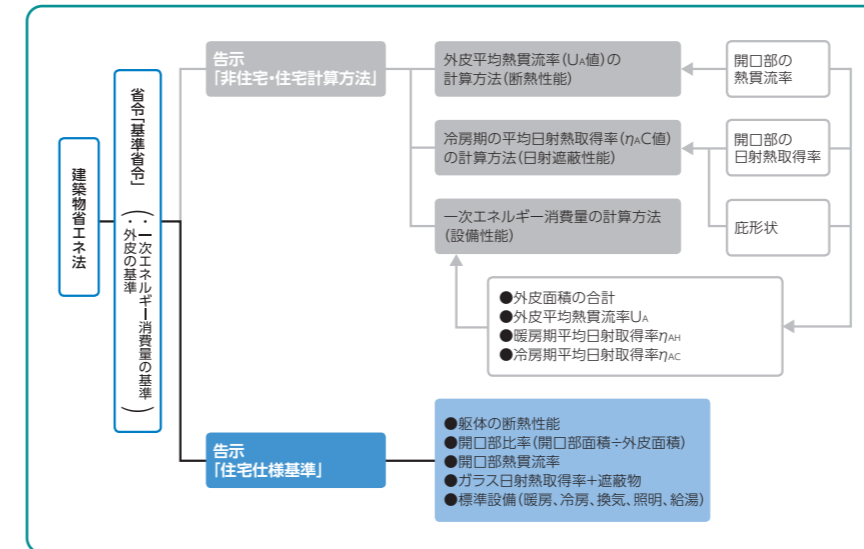 建築物省エネ法
省令「基準省令」
（・一次エネルギー消費量の基準
・外皮の基準）
告示
「非住宅・住宅計算方法」
外皮平均熱貫流率（UA値）の
計算方法（断熱性能）
開口部の
熱貫流率
冷房期の平均日射熱取得率（ηAC値）
の計算方法（日射遮蔽性能）
開口部の
日射熱取得率
一次エネルギー消費量の計算方法
（設備性能）
庇形状
●外皮面積の合計
●外皮平均熱貫流率UA
●暖房期平均日射取得率ηAH
●冷房期平均日射取得率ηAC
告示
「住宅仕様基準」
●躯体の断熱性能
●開口部比率（開口部面積÷外皮面積）
●開口部熱貫流率
●ガラス日射熱取得率＋遮蔽物
●標準設備（暖房、冷房、換気、照明、給湯）